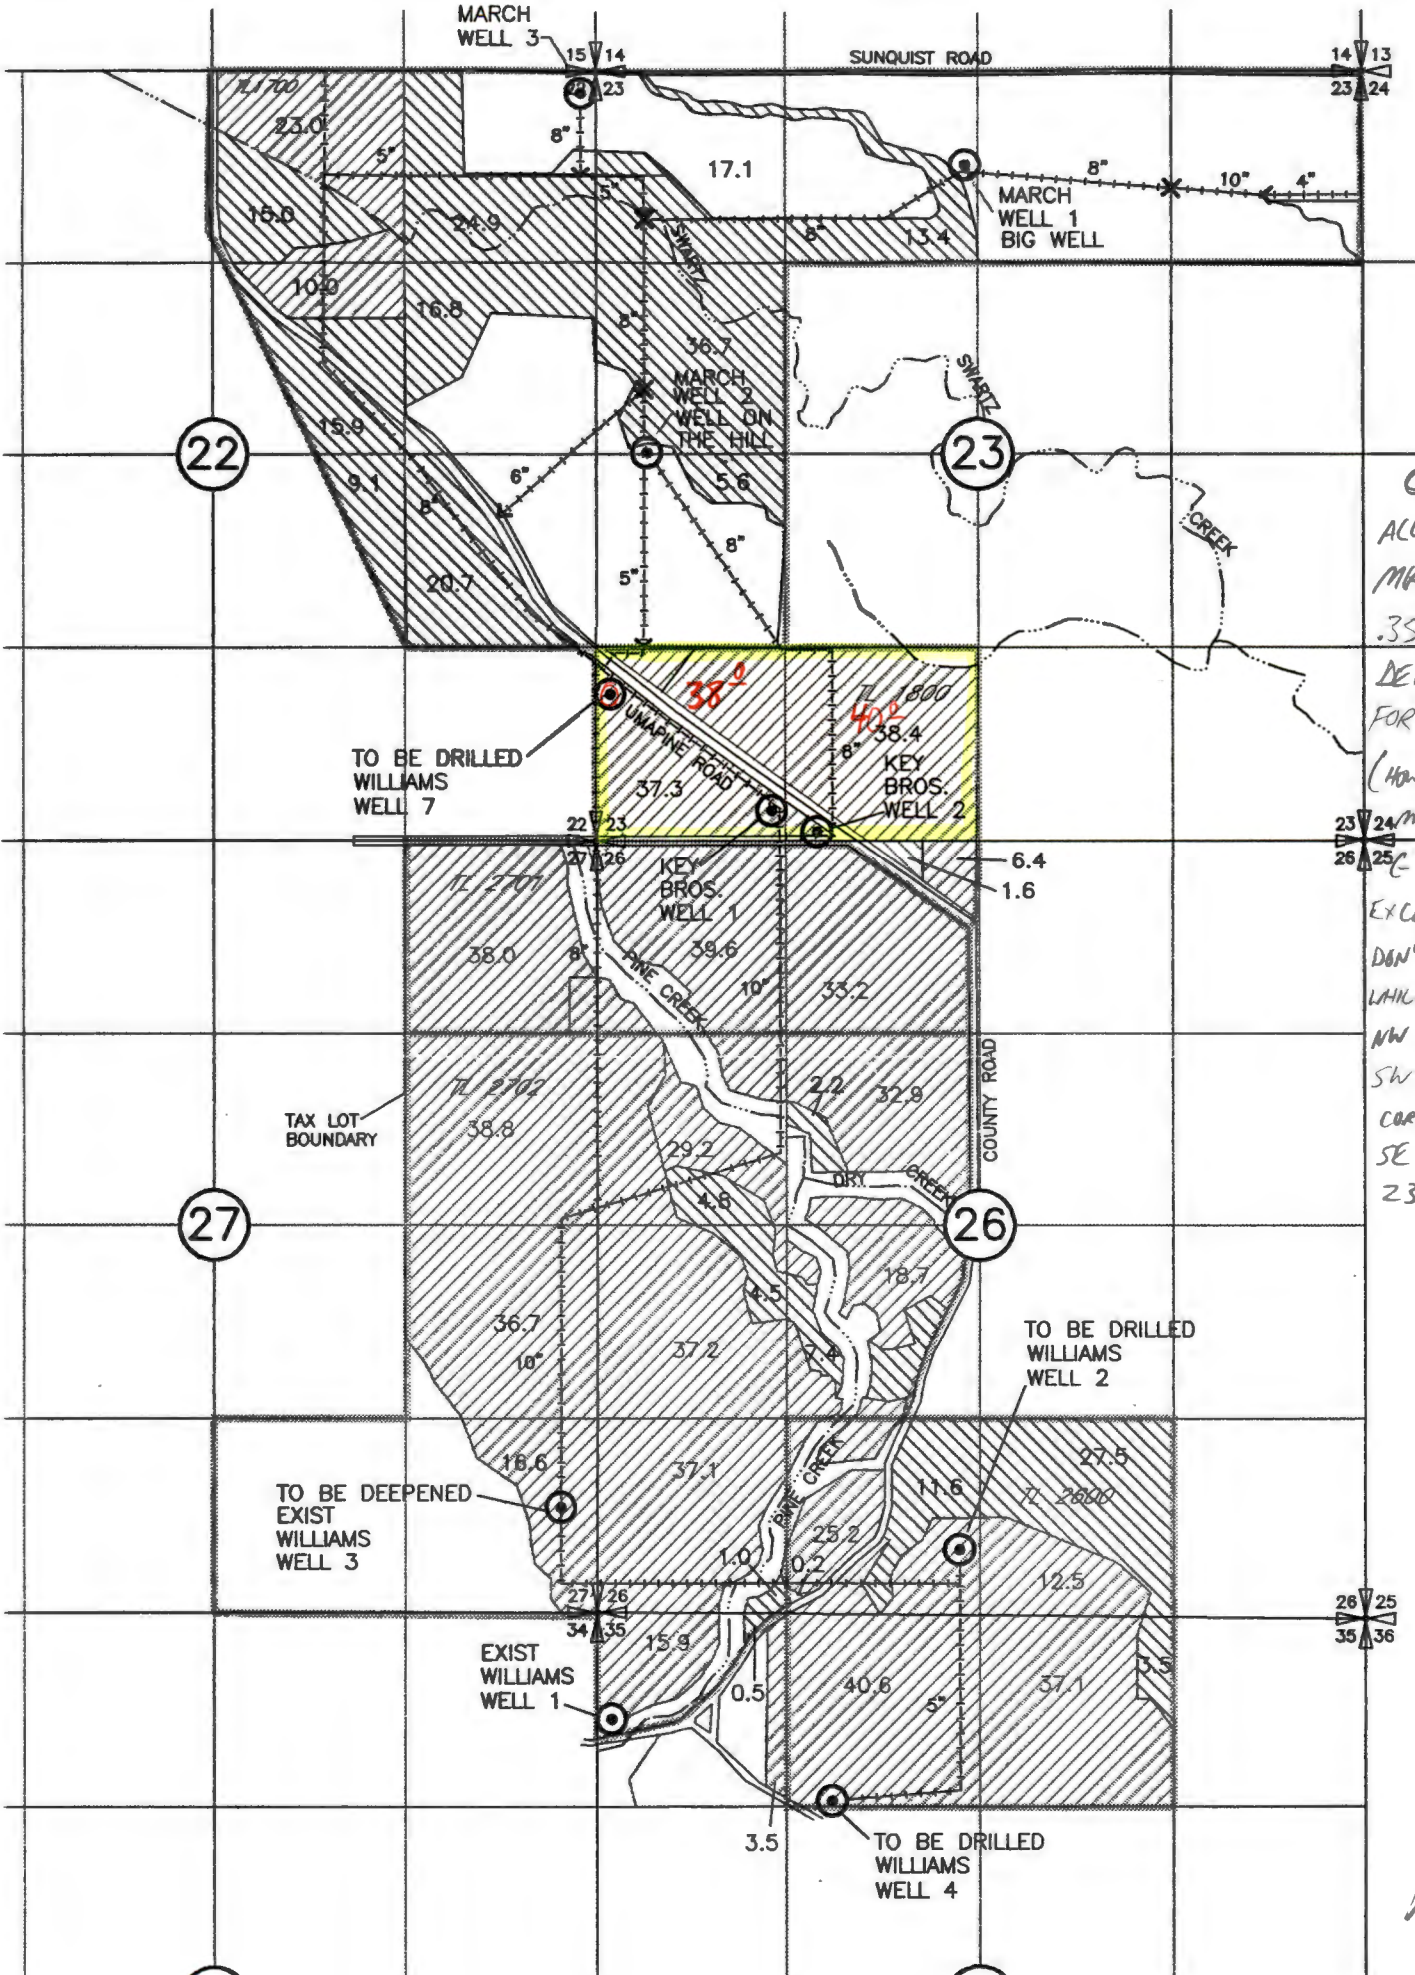 MARCH
WELL 3
15 14
22 23
SUNQUIST ROAD
14 13
23 24
TL 1700
23.0
8"
5"
17.1
8"
10"
4"
5"
MARCH
WELL 1
BIG WELL
15.0
24.9
SWARTZ
8"
13.4
10.0
16.8
8"
36.7
MARCH
WELL 2
WELL ON
THE HILL
SWARTZ
15.9
22
23
9.1
6"
8"
5.6
CREEK
8"
5"
20.7
.35
FOR
38.0
TL 1800
40.0
38.4
8"
KEY
BROS.
WELL 2
UMAPINE ROAD
TO BE DRILLED
WILLIAMS
WELL 7
37.3
22 23
27 26
23 24
26 25
6.4
1.6
KEY
BROS.
WELL 1
TL 2701
38.0
8"
39.6
PINE CREEK
10"
33.2
DON'T
NW
SW
SE
23
TL 2702
38.8
TAX LOT
BOUNDARY
2.2
32.9
COUNTY ROAD
29.2
DRY CREEK
4.8
27
26
18.7
4.5
36.7
10"
37.2
7.4
TO BE DRILLED
WILLIAMS
WELL 2
18.6
37.1
PINE CREEK
27.5
11.6
TL 2600
TO BE DEEPENED
EXIST
WILLIAMS
WELL 3
25.2
1.0
0.2
12.5
27 26
34 35
26 25
35 36
15.9
EXIST
WILLIAMS
WELL 1
0.5
40.6
5"
37.1
3.5
3.5
TO BE DRILLED
WILLIAMS
WELL 4